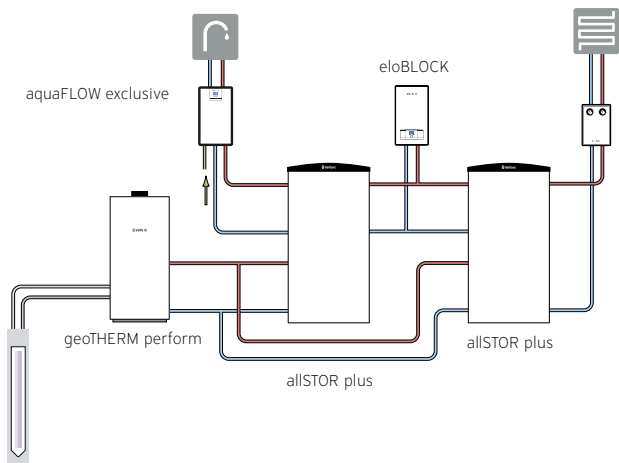 eloBLOCK
aquaFLOW exclusive
geoTHERM perform
allSTOR plus
allSTOR plus